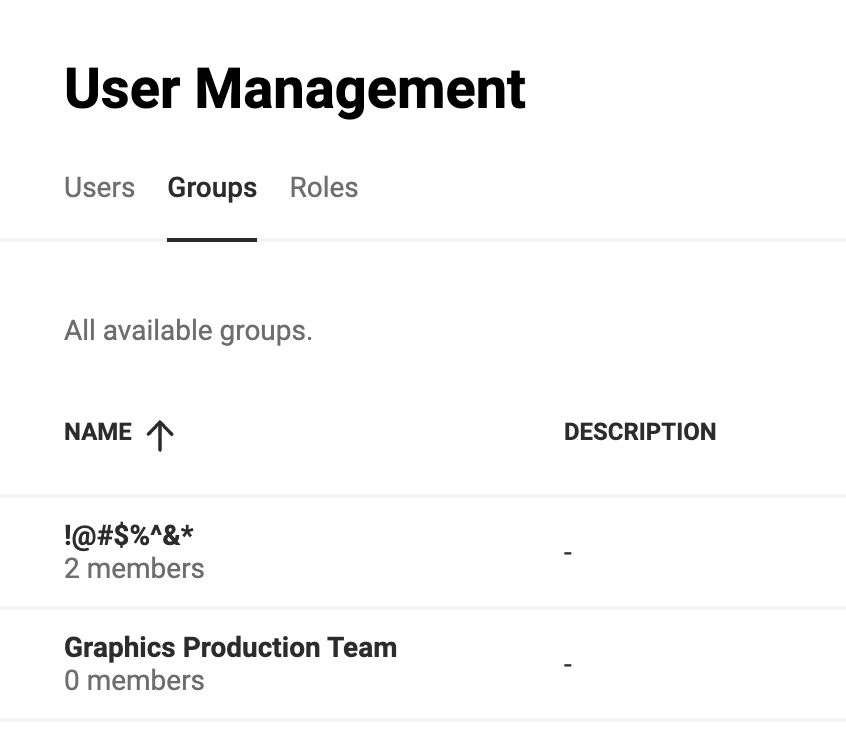 User Management
Users Groups Roles
All available groups.
NAME DESCRIPTION
!@#$%^&*
2 members
-
Graphics Production Team
0 members
-